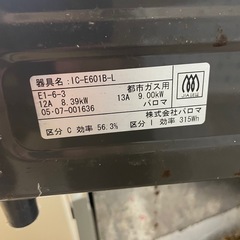 器具名：IC-E601B-L
E1-6-3 都市ガス用
12A 8.39kW 13A 9.00kW
05·07-001636 パロマ
株式会社パロマ
区分 C 効率 56.3% 区分 I 効率 315Wh